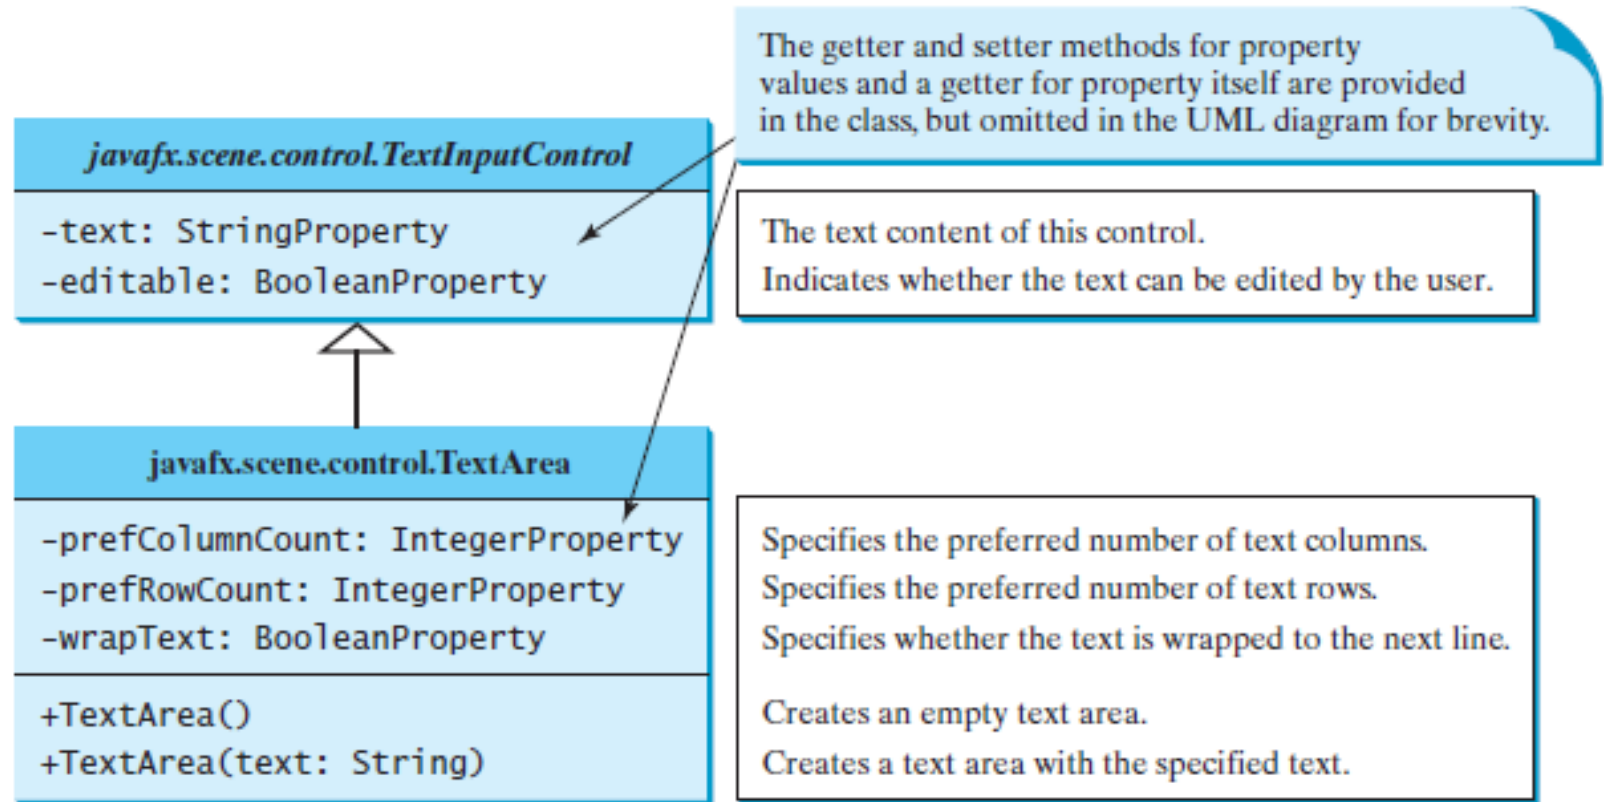 The getter and setter methods for property
values and a getter for property itself are provided
in the class, but omitted in the UML diagram for brevity.
javafx.scene.control.TextInputControl
-text: StringProperty
The text content of this control.
-editable: BooleanProperty
Indicates whether the text can be edited by the user.
javafx.scene.control.TextArea
-prefColumnCount: IntegerProperty
Specifies the preferred number of text columns.
-prefRowCount: IntegerProperty
Specifies the preferred number of text rows.
-wrapText: BooleanProperty
Specifies whether the text is wrapped to the next line.
+TextArea()
Creates an empty text area.
+TextArea(text: String)
Creates a text area with the specified text.